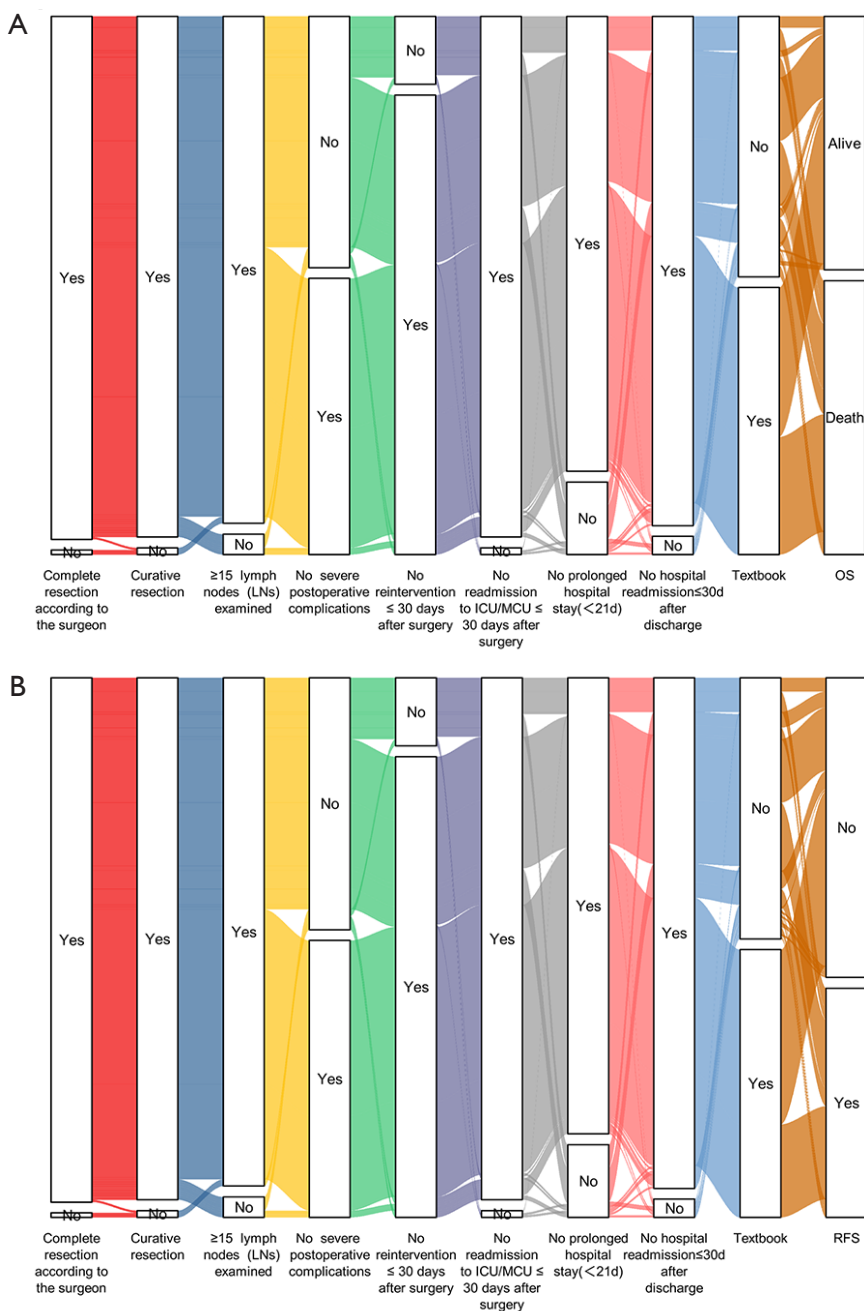 A
Yes
No
Yes
No
Yes
No
No
Yes
No
Yes
Yes
No
Yes
No
Yes
No
No
Yes
Alive
Death
Complete
resection
according to
the surgeon
Curative
resection
≥15 lymph
nodes (LNs)
examined
No severe
postoperative
complications
No
reintervention
≤ 30 days
after surgery
No
readmission
to ICU/MCU ≤
30 days after
surgery
No prolonged
hospital
stay(<21d)
No hospital
readmission≤30d
after
discharge
Textbook
OS
B
Yes
No
Yes
No
Yes
No
No
Yes
No
Yes
Yes
No
Yes
No
Yes
No
No
Yes
No
Yes
Complete
resection
according to
the surgeon
Curative
resection
≥15 lymph
nodes (LNs)
examined
No severe
postoperative
complications
No
reintervention
≤ 30 days
after surgery
No
readmission
to ICU/MCU ≤
30 days after
surgery
No prolonged
hospital
stay(<21d)
No hospital
readmission≤30d
after
discharge
Textbook
RFS